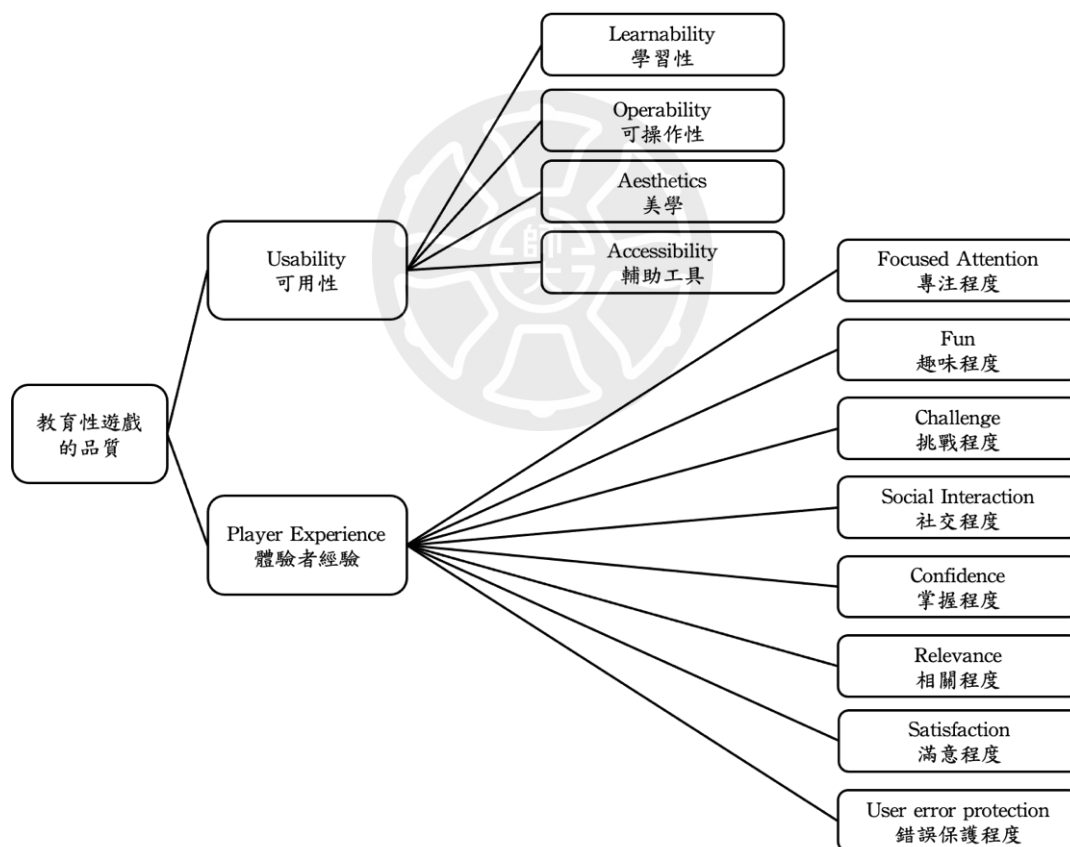 Learnability
學習性
Operability
可操作性
Aesthetics
美學
Accessibility
輔助工具
Usability
可用性
教育性遊戲
的品質
Player Experience
體驗者經驗
Focused Attention
專注程度
Fun
趣味程度
Challenge
挑戰程度
Social Interaction
社交程度
Confidence
掌握程度
Relevance
相關程度
Satisfaction
滿意程度
User error protection
錯誤保護程度
師
大